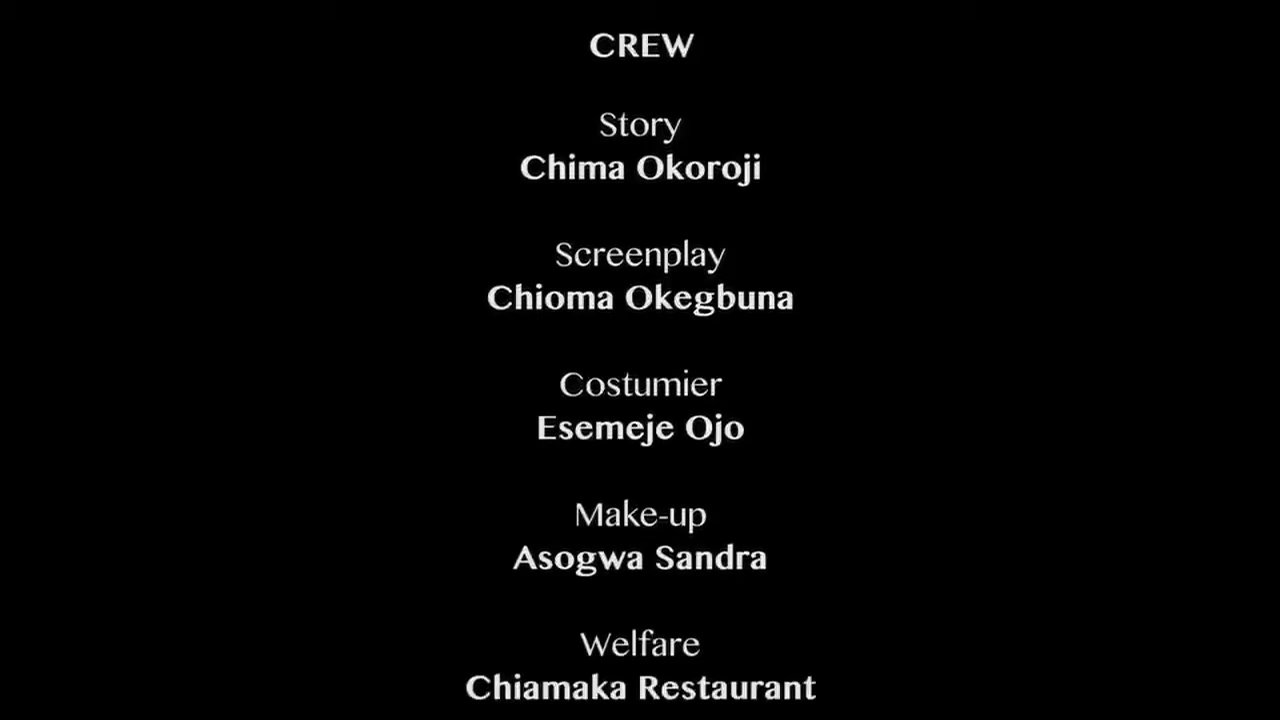 CREW
Story
Chima Okoroji
Screenplay
Chioma Okegbuna
Costumier
Esemeje Ojo
Make-up
Asogwa Sandra
Welfare
Chiamaka Restaurant